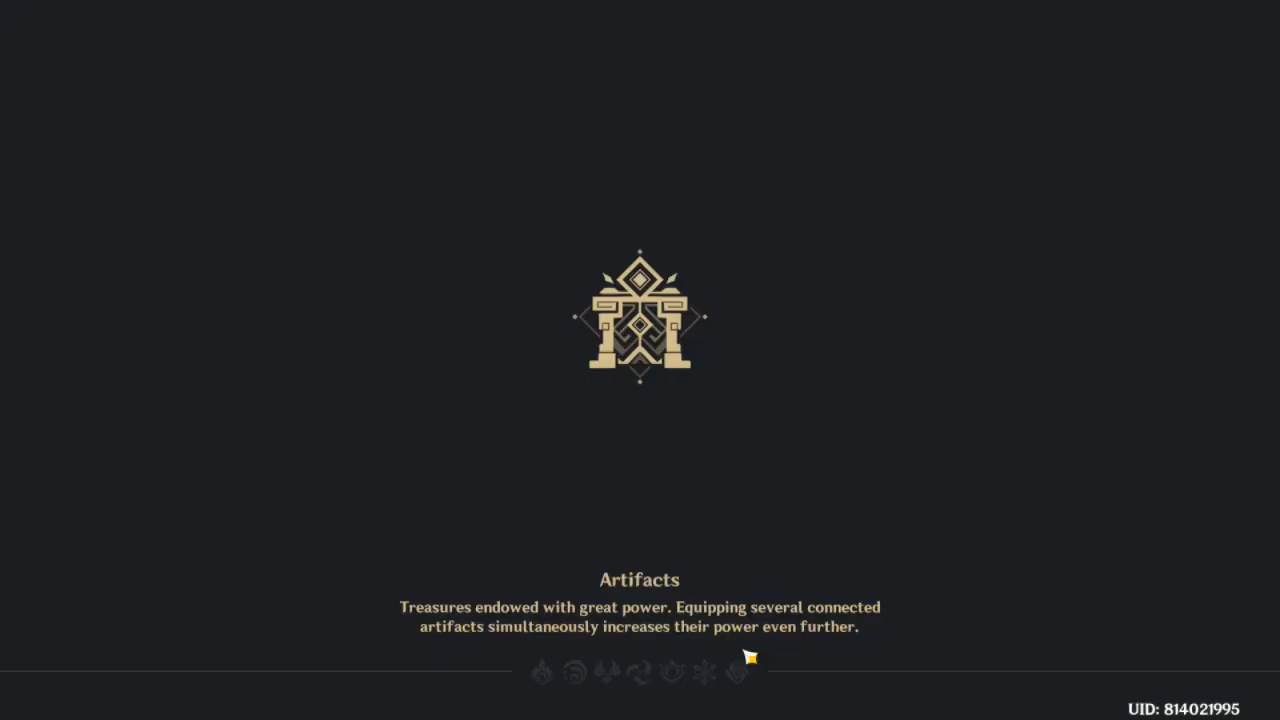 Artifacts
Treasures endowed with great power. Equipping several connected
artifacts simultaneously increases their power even further.
UID: 814021995